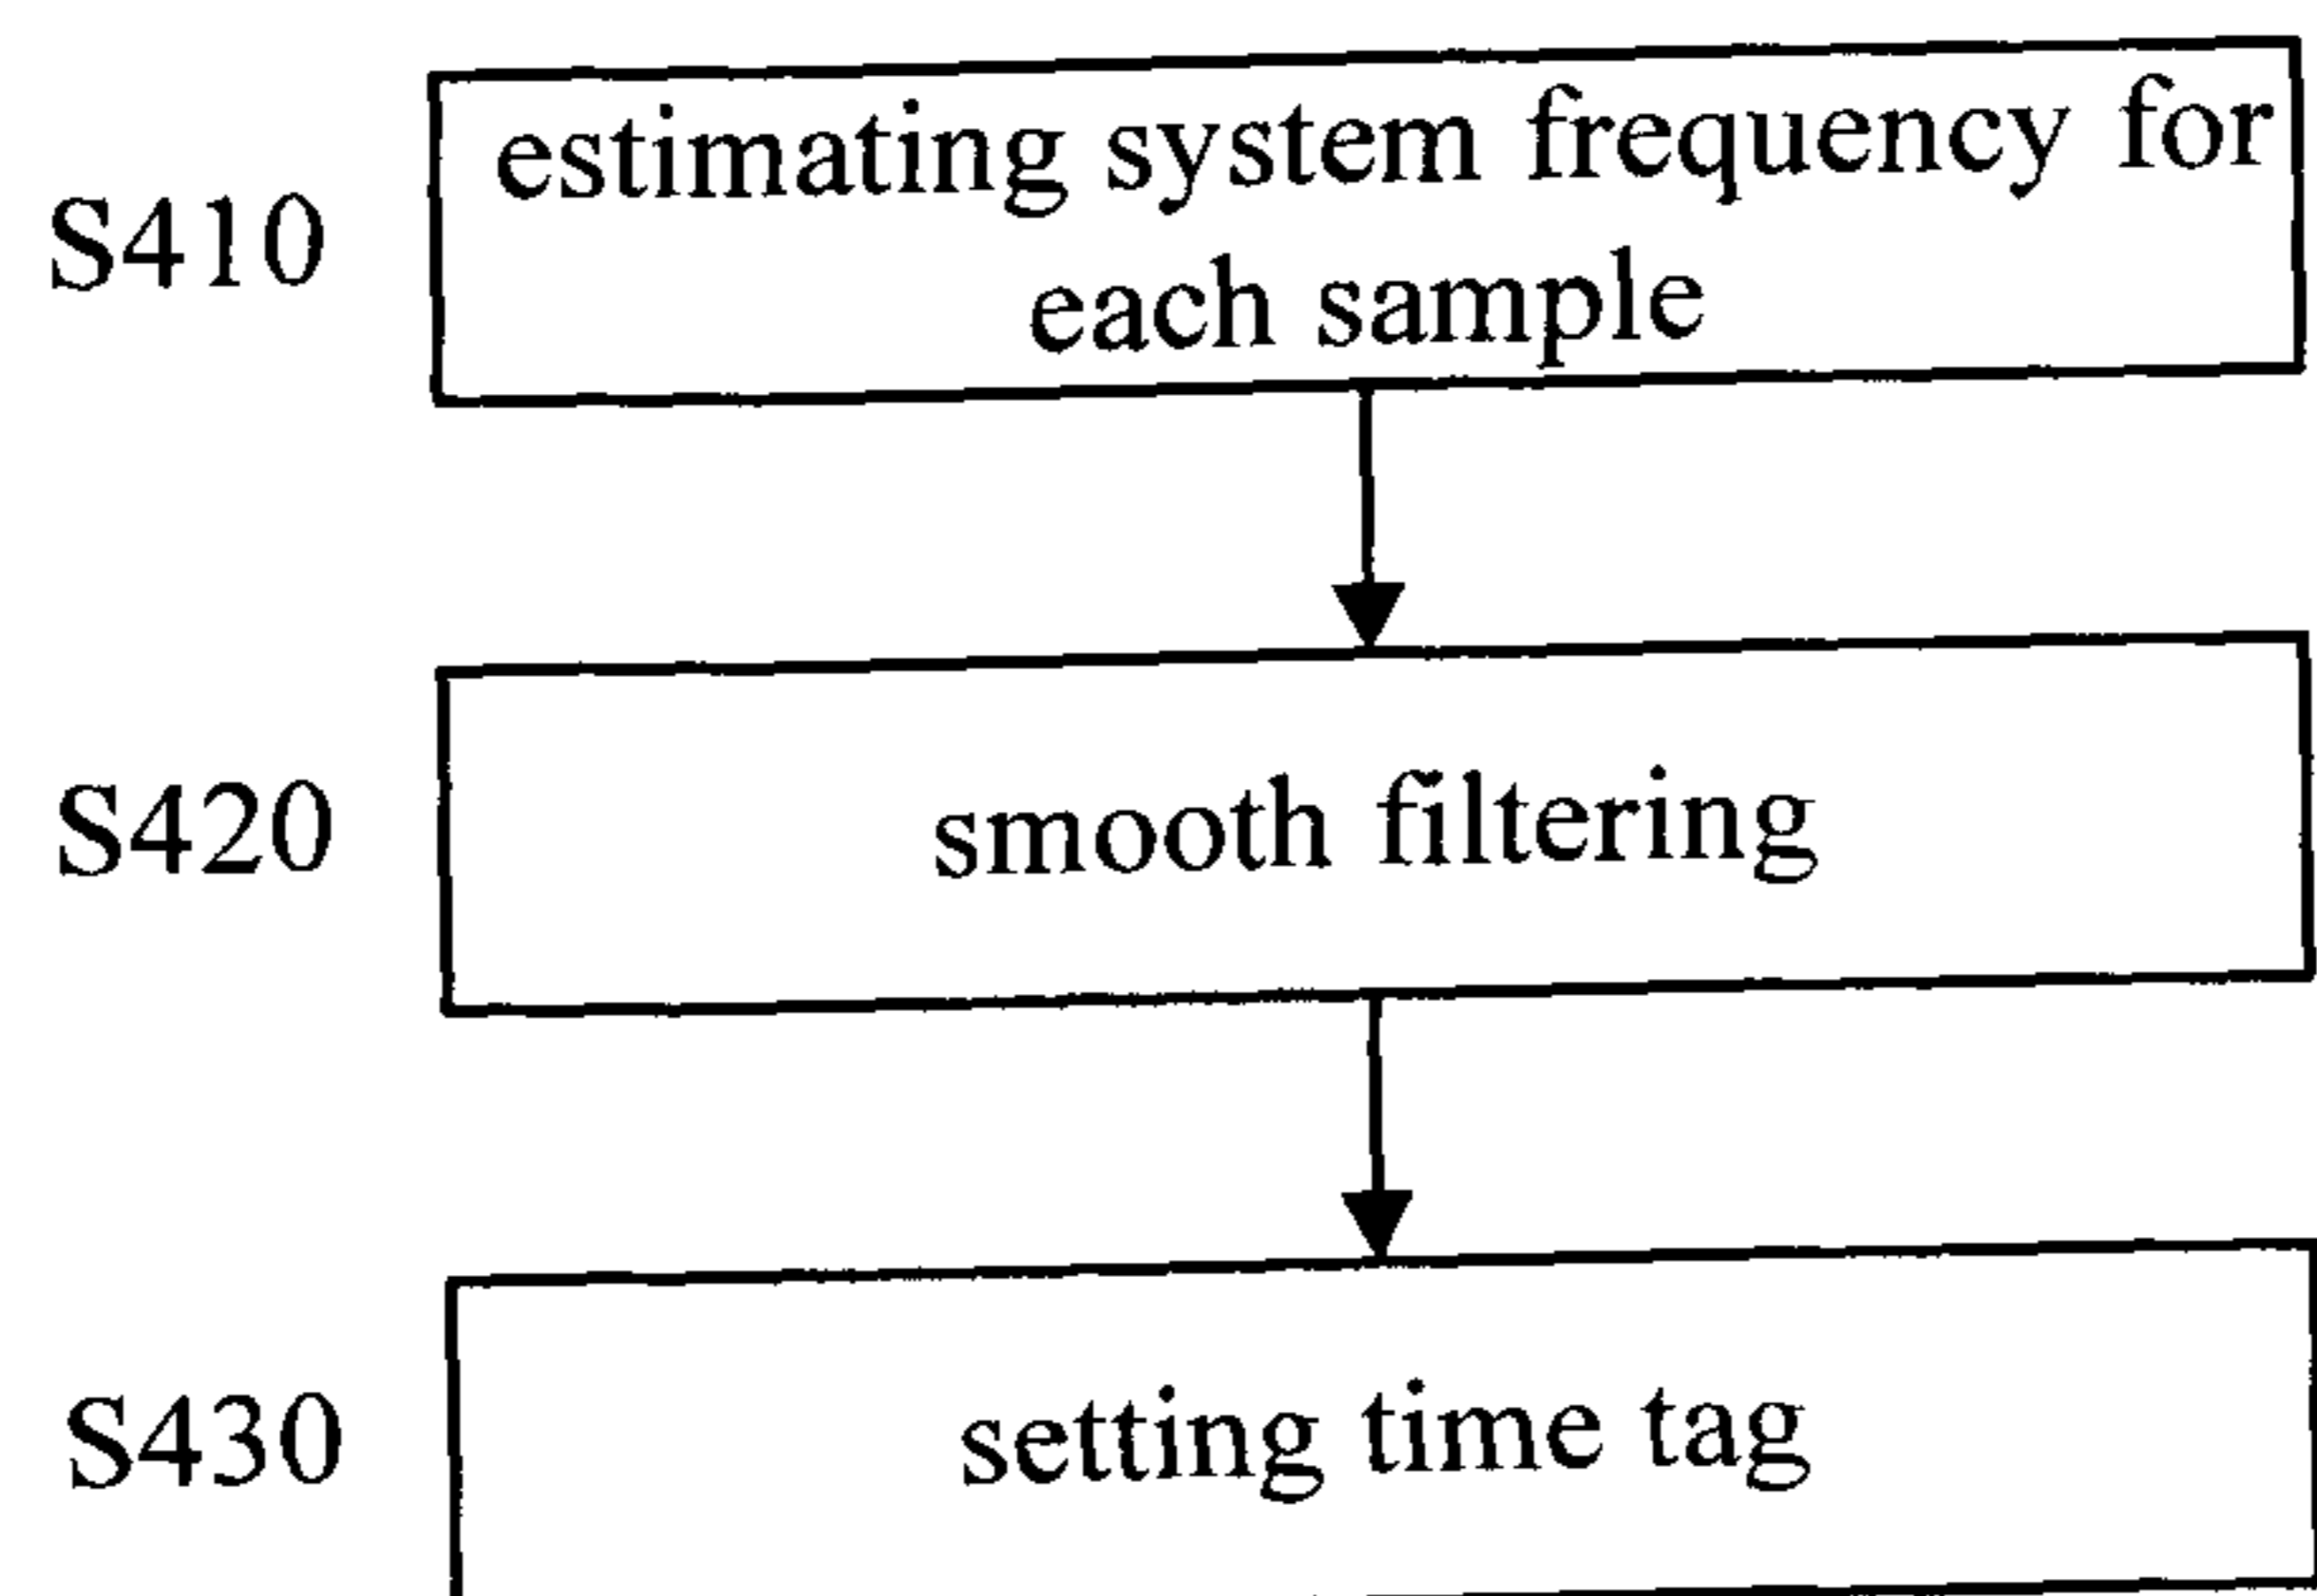 S410
estimating system frequency for
each sample
S420
smooth filtering
S430
setting time tag